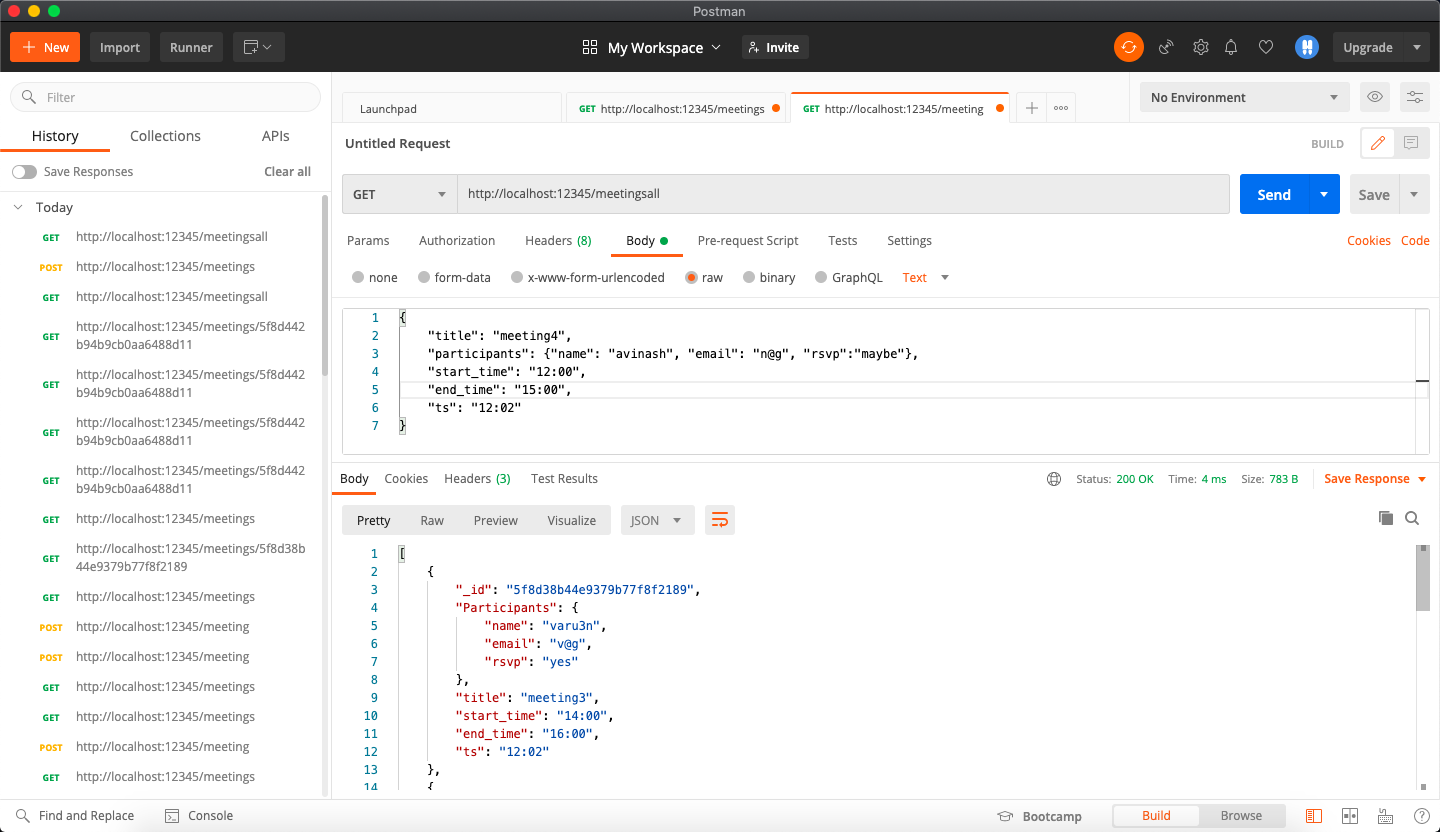 Postman
New
Import
Runner
My Workspace
Invite
Upgrade
Filter
History
Collections
APIs
Save Responses
Clear all
Today
GET http://localhost:12345/meetingsall
POST http://localhost:12345/meetings
GET http://localhost:12345/meetingsall
GET http://localhost:12345/meetings/5f8d442
b94b9cb0aa6488d11
GET http://localhost:12345/meetings/5f8d442
b94b9cb0aa6488d11
GET http://localhost:12345/meetings/5f8d442
b94b9cb0aa6488d11
GET http://localhost:12345/meetings/5f8d442
b94b9cb0aa6488d11
GET http://localhost:12345/meetings
GET http://localhost:12345/meetings/5f8d38b
44e9379b77f8f2189
GET http://localhost:12345/meetings
POST http://localhost:12345/meeting
POST http://localhost:12345/meeting
GET http://localhost:12345/meetings
GET http://localhost:12345/meetings
POST http://localhost:12345/meeting
GET http://localhost:12345/meetings
Launchpad
GET http://localhost:12345/meetings
GET http://localhost:12345/meeting
No Environment
Untitled Request
BUILD
GET
http://localhost:12345/meetingsall
Send
Save
Params
Authorization
Headers (8)
Body
Pre-request Script
Tests
Settings
Cookies
Code
none
form-data
x-www-form-urlencoded
raw
binary
GraphQL
Text
1 {
2 "title": "meeting4",
3 "participants": {"name": "avinash", "email": "n@g", "rsvp":"maybe"},
4 "start_time": "12:00",
5 "end_time": "15:00",
6 "ts": "12:02"
7 }
Body
Cookies
Headers (3)
Test Results
Status: 200 OK
Time: 4 ms
Size: 783 B
Save Response
Pretty
Raw
Preview
Visualize
JSON
1 [
2 {
3 "_id": "5f8d38b44e9379b77f8f2189",
4 "Participants": {
5 "name": "varu3n",
6 "email": "v@g",
7 "rsvp": "yes"
8 },
9 "title": "meeting3",
10 "start_time": "14:00",
11 "end_time": "16:00",
12 "ts": "12:02"
13 },
14 {
Find and Replace
Console
Bootcamp
Build
Browse